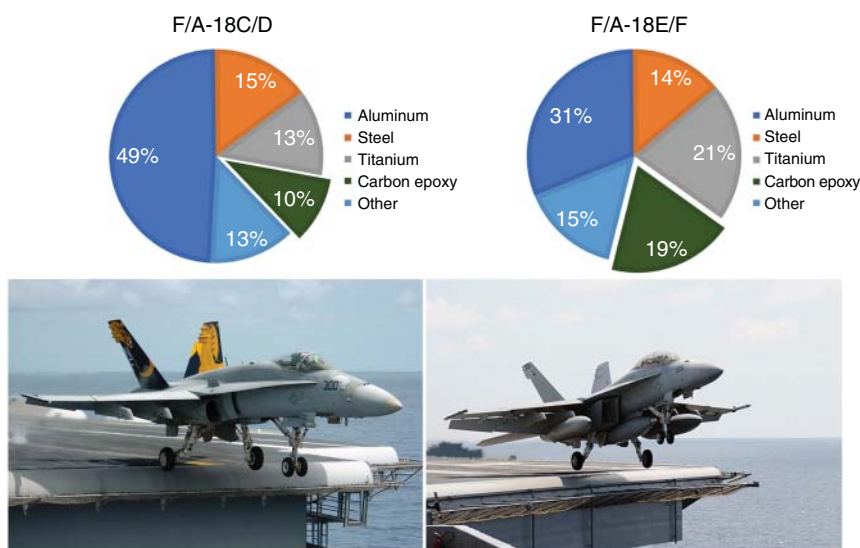 F/A-18C/D
15%
13%
10%
13%
49%
Aluminum
Steel
Titanium
Carbon epoxy
Other
F/A-18E/F
14%
21%
19%
15%
31%
Aluminum
Steel
Titanium
Carbon epoxy
Other
300